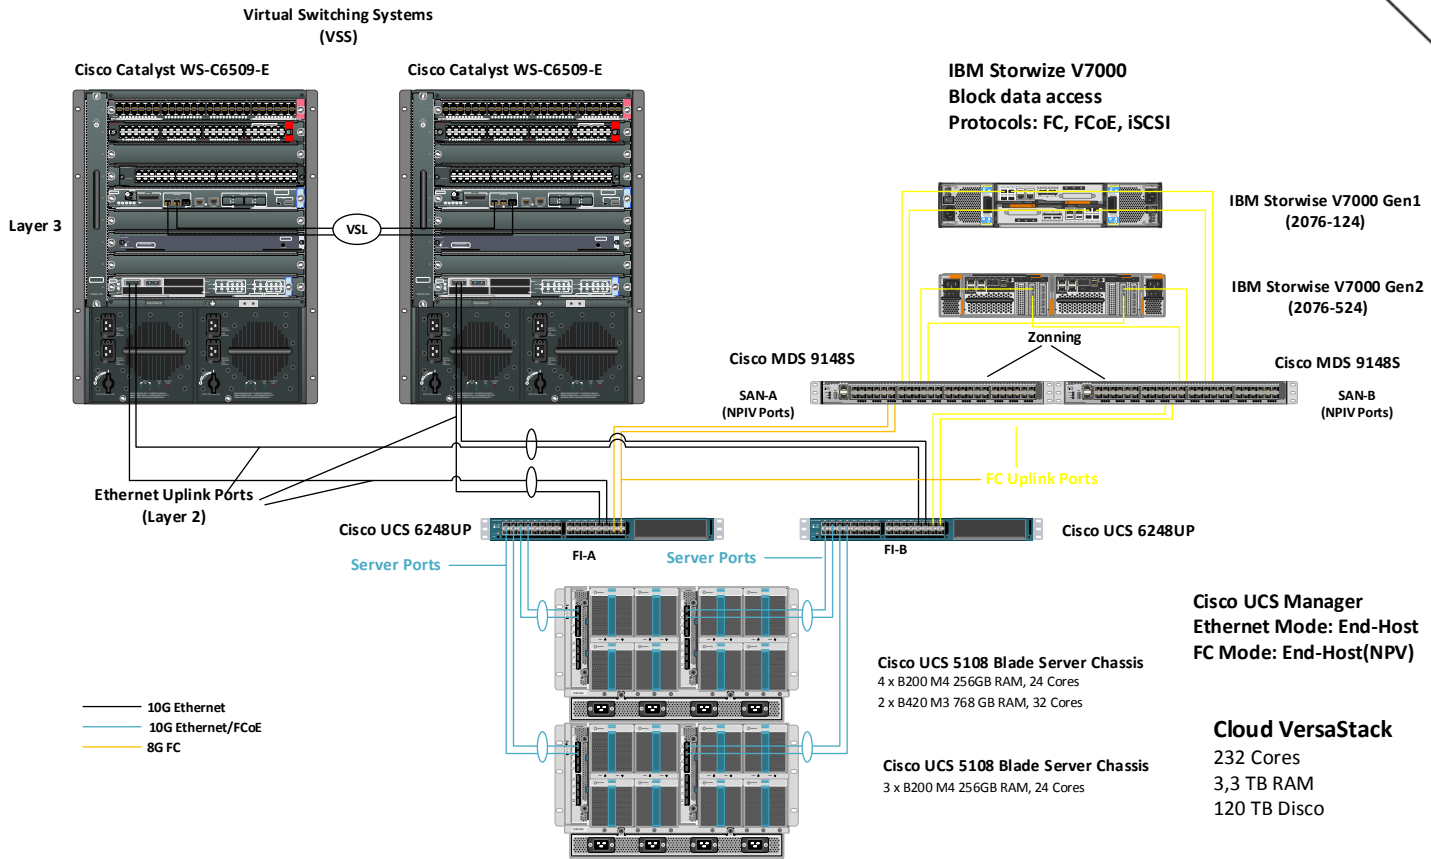 Virtual Switching Systems
(VSS)
Cisco Catalyst WS-C6509-E
Cisco Catalyst WS-C6509-E
IBM Storwize V7000
Block data access
Protocols: FC, FCoE, iSCSI
Layer 3
VSL
IBM Storwise V7000 Gen1
(2076-124)
IBM Storwise V7000 Gen2
(2076-524)
Zonning
Cisco MDS 9148S
Cisco MDS 9148S
SAN-A
(NPIV Ports)
SAN-B
(NPIV Ports)
Ethernet Uplink Ports
(Layer 2)
FC Uplink Ports
Cisco UCS 6248UP
FI-A
FI-B
Cisco UCS 6248UP
Server Ports
Server Ports
Cisco UCS Manager
Ethernet Mode: End-Host
FC Mode: End-Host(NPV)
Cisco UCS 5108 Blade Server Chassis
4 x B200 M4 256GB RAM, 24 Cores
2 x B420 M3 768 GB RAM, 32 Cores
10G Ethernet
10G Ethernet/FCoE
8G FC
Cisco UCS 5108 Blade Server Chassis
3 x B200 M4 256GB RAM, 24 Cores
Cloud VersaStack
232 Cores
3,3 TB RAM
120 TB Disco